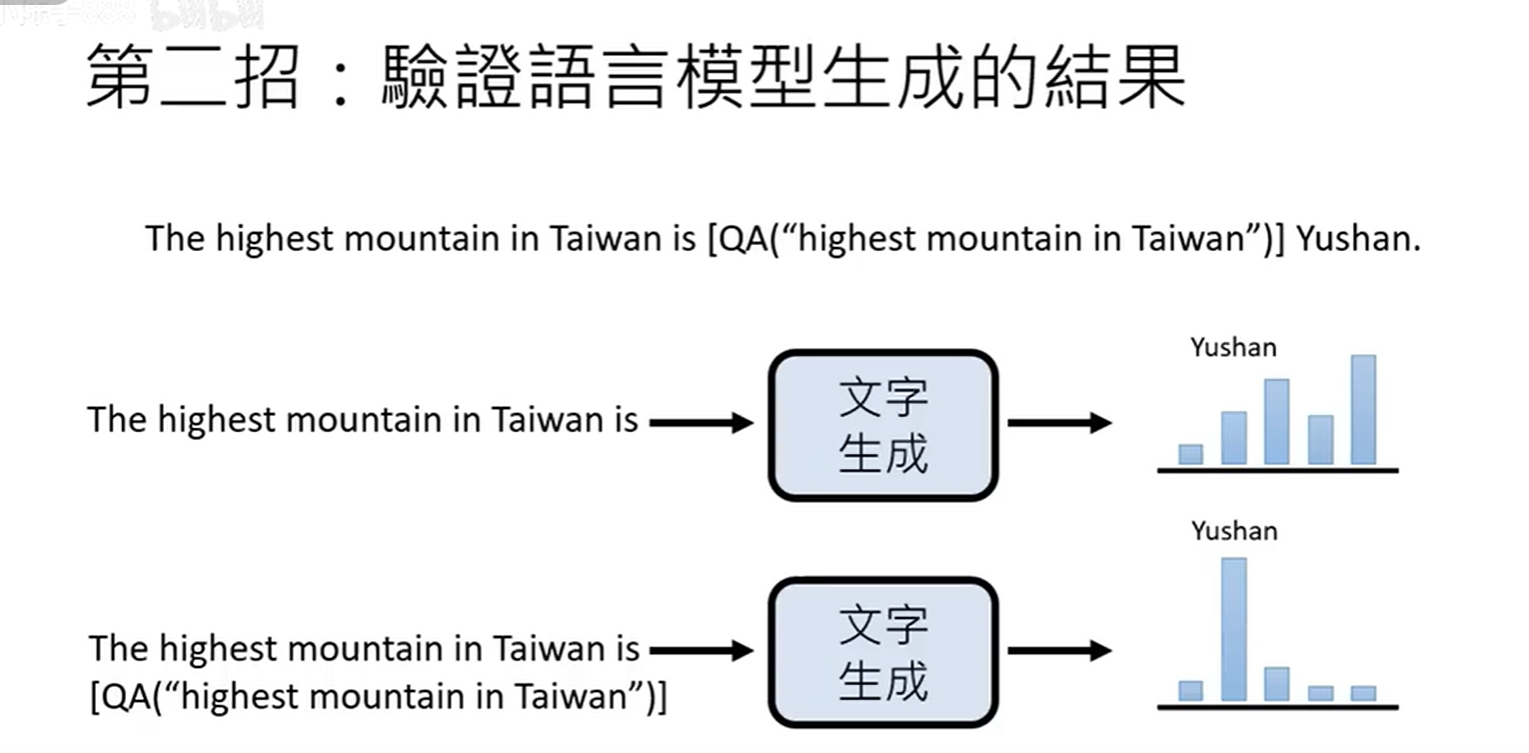 第二招：驗證語言模型生成的結果
The highest mountain in Taiwan is [QA(“highest mountain in Taiwan”)] Yushan.
Yushan
The highest mountain in Taiwan is
文字
生成
Yushan
The highest mountain in Taiwan is
[QA(“highest mountain in Taiwan”)]
文字
生成